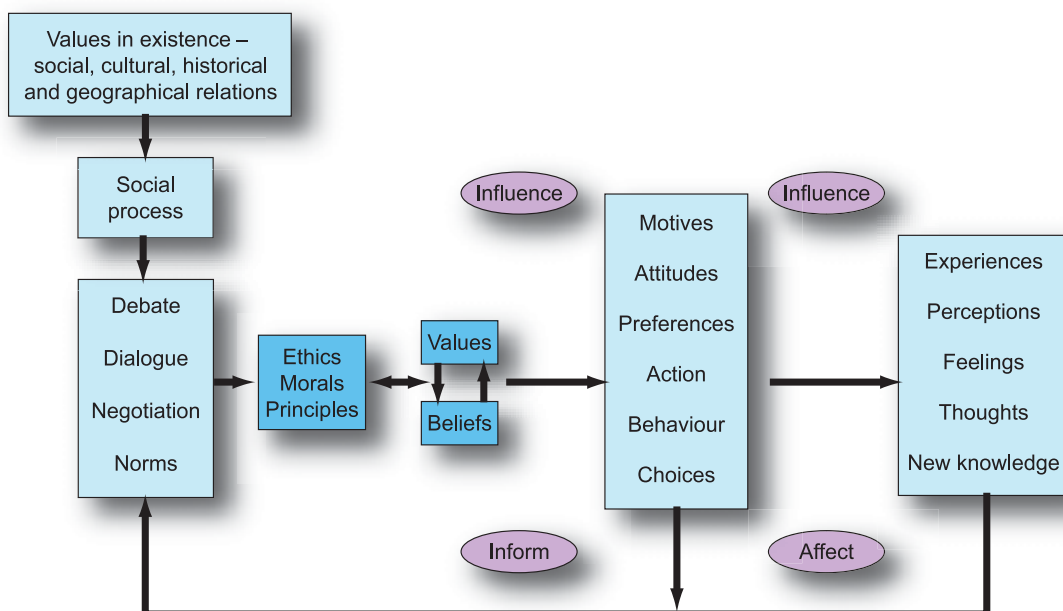 Values in existence –
social, cultural, historical
and geographical relations
Social
process
Debate
Dialogue
Negotiation
Norms
Ethics
Morals
Principles
Values
Beliefs
Influence
Inform
Motives
Attitudes
Preferences
Action
Behaviour
Choices
Influence
Affect
Experiences
Perceptions
Feelings
Thoughts
New knowledge